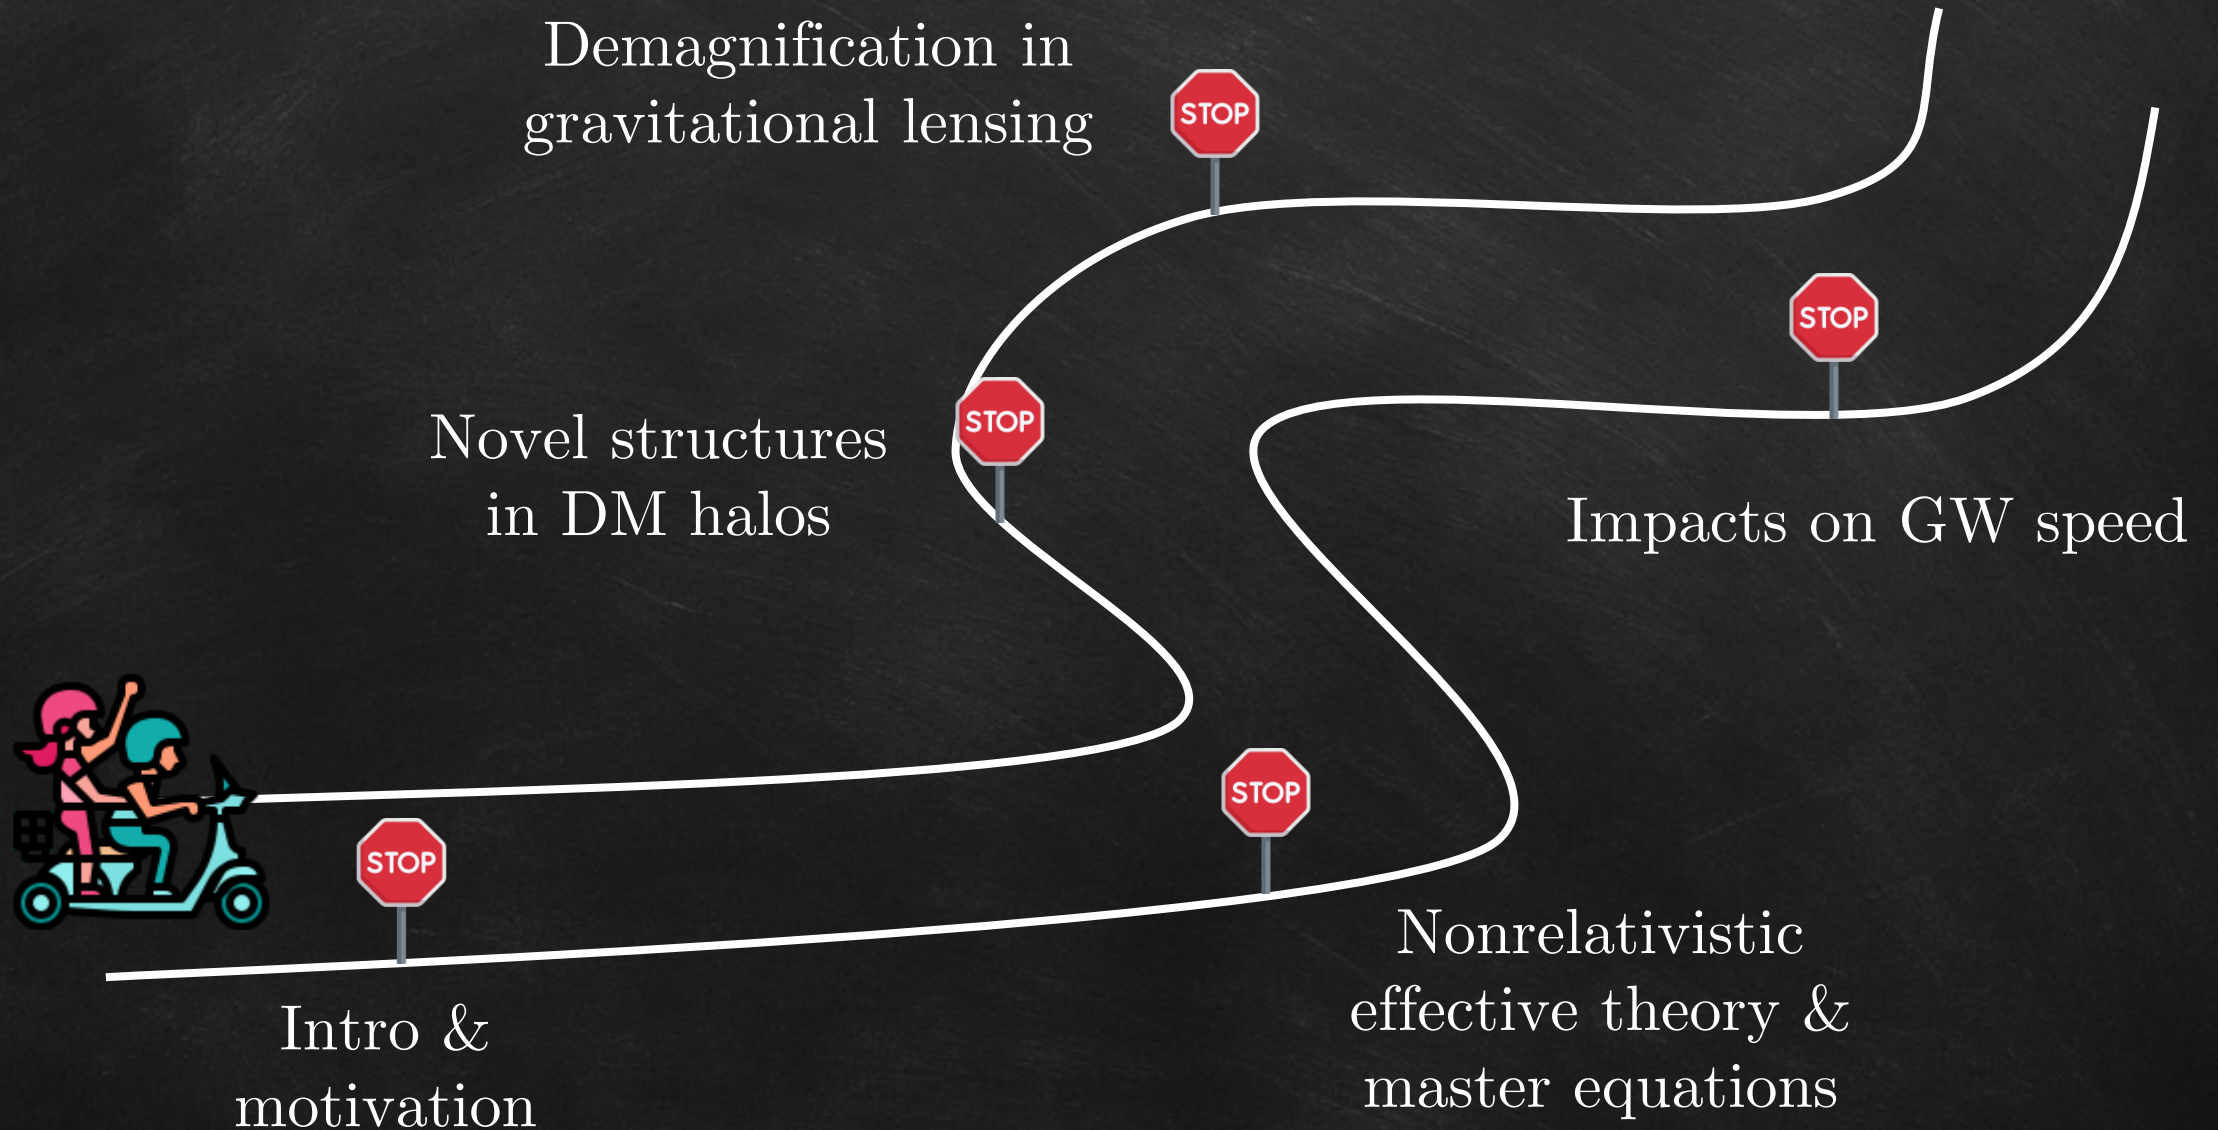 Demagnification in
gravitational lensing
STOP
STOP
Novel structures
in DM halos
STOP
Impacts on GW speed
STOP
STOP
Nonrelativistic
effective theory &
master equations
Intro &
motivation